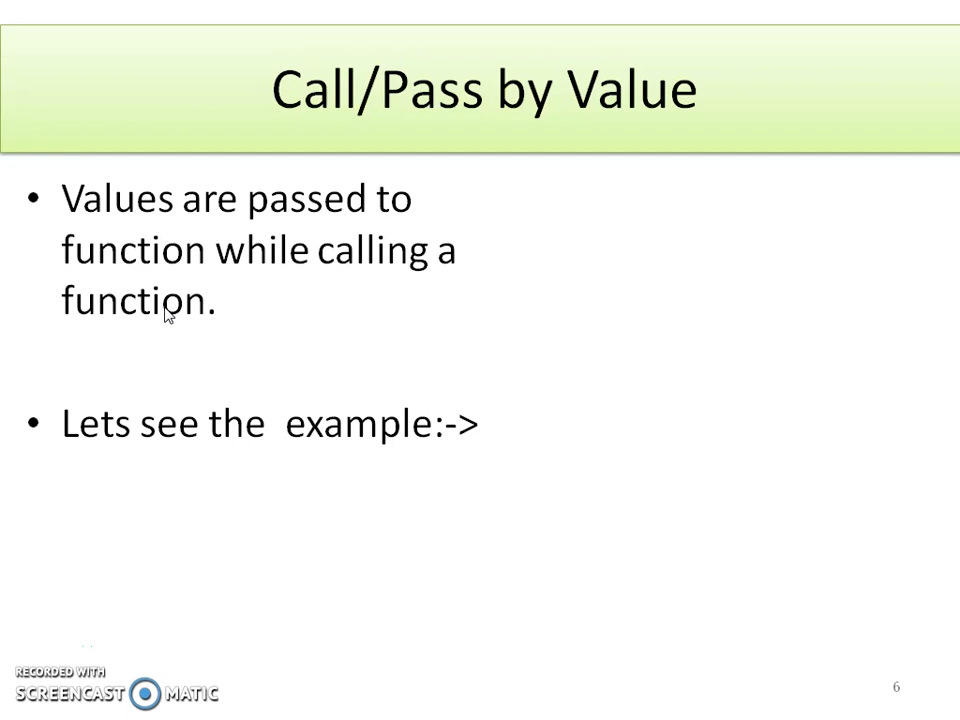 Call/Pass by Value
• Values are passed to
function while calling a
function.
• Lets see the  example:->
RECORDED WITH
SCREENCAST MATIC
6